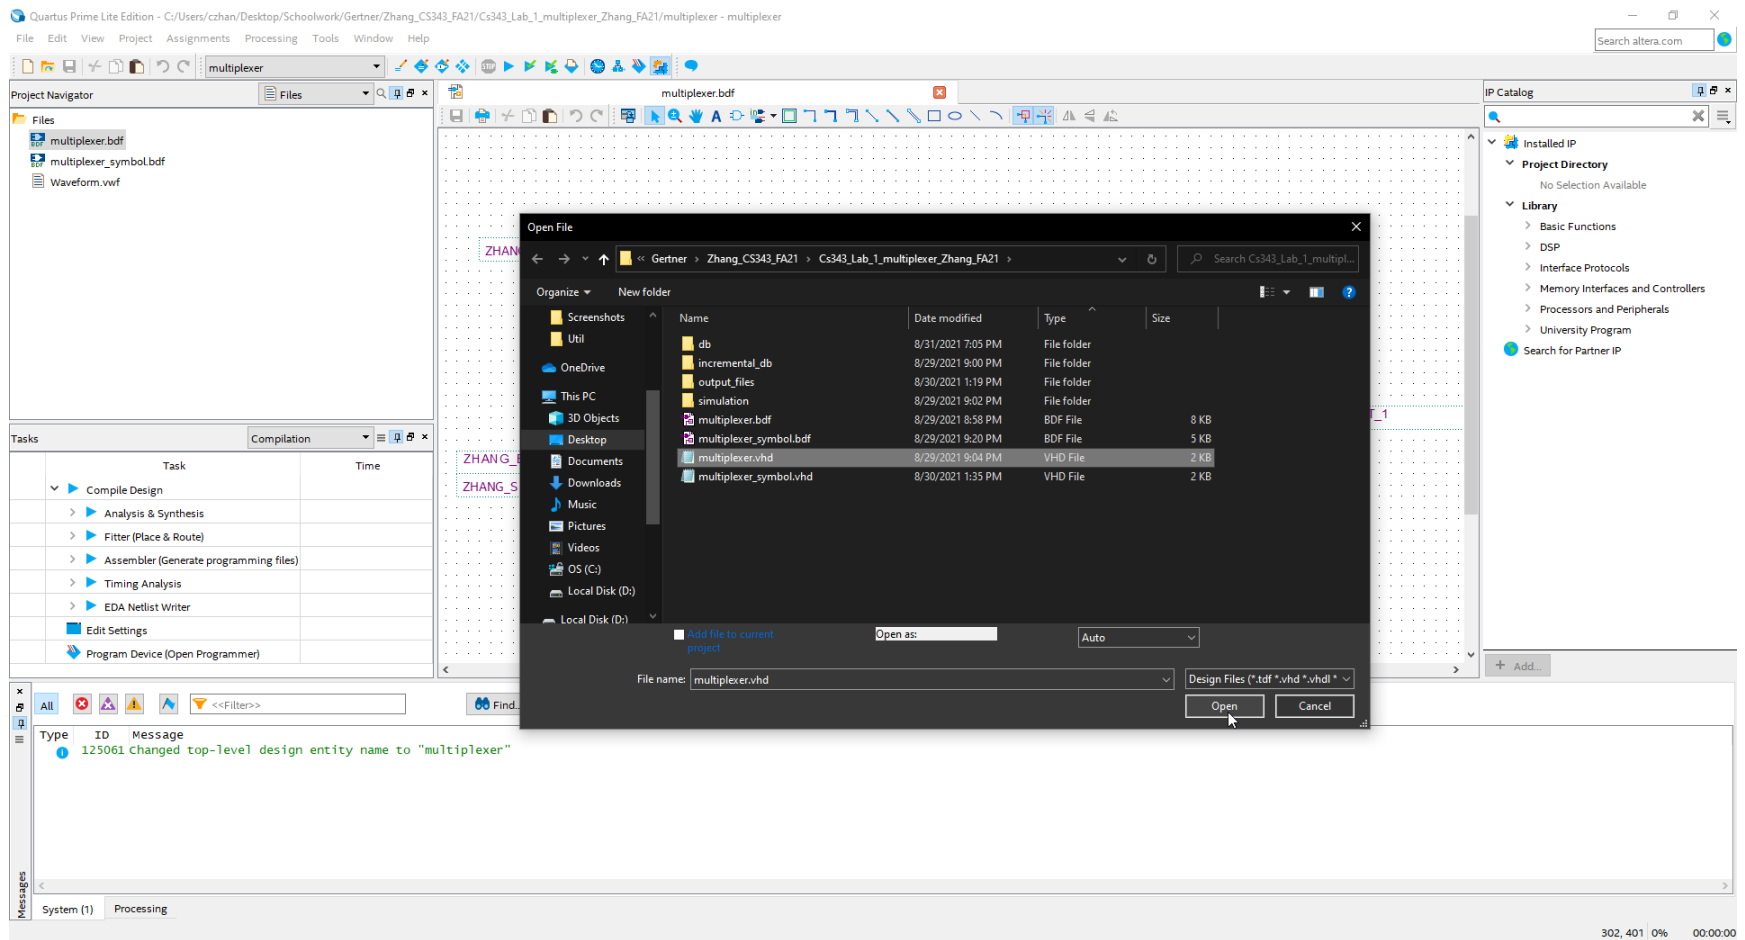 Quartus Prime Lite Edition - C:/Users/czhan/Desktop/Schoolwork/Gertner/Zhang_CS343_FA21/Cs343_Lab_1_multiplexer_Zhang_FA21/multiplexer - multiplexer
File Edit View Project Assignments Processing Tools Window Help
Search altera.com
multiplexer
STOP
Project Navigator
Files
Files
BDF multiplexer.bdf
BDF multiplexer_symbol.bdf
Waveform.vwf
Tasks
Compilation
Task Time
Compile Design
Analysis & Synthesis
Fitter (Place & Route)
Assembler (Generate programming files)
Timing Analysis
EDA Netlist Writer
Edit Settings
Program Device (Open Programmer)
multiplexer.bdf
A
ZHAN
ZHANG_E
ZHANG_S
T_1
Open File
« Gertner › Zhang_CS343_FA21 › Cs343_Lab_1_multiplexer_Zhang_FA21 ›
Search Cs343_Lab_1_multipl...
Organize New folder
?
Screenshots
Util
OneDrive
This PC
3D Objects
Desktop
Documents
Downloads
Music
Pictures
Videos
OS (C:)
Local Disk (D:)
Local Disk (D:)
Name Date modified Type Size
db 8/31/2021 7:05 PM File folder
incremental_db 8/29/2021 9:00 PM File folder
output_files 8/30/2021 1:19 PM File folder
simulation 8/29/2021 9:02 PM File folder
multiplexer.bdf 8/29/2021 8:58 PM BDF File 8 KB
multiplexer_symbol.bdf 8/29/2021 9:20 PM BDF File 5 KB
multiplexer.vhd 8/29/2021 9:04 PM VHD File 2 KB
multiplexer_symbol.vhd 8/30/2021 1:35 PM VHD File 2 KB
Add file to current
project
Open as:
Auto
File name: multiplexer.vhd
Design Files (*.tdf *.vhd *.vhdl *
Open Cancel
IP Catalog
Installed IP
Project Directory
No Selection Available
Library
Basic Functions
DSP
Interface Protocols
Memory Interfaces and Controllers
Processors and Peripherals
University Program
Search for Partner IP
+ Add...
All
<<Filter>>
Find...
Type ID Message
125061 Changed top-level design entity name to "multiplexer"
Messages
System (1) Processing
302, 401 0% 00:00:00